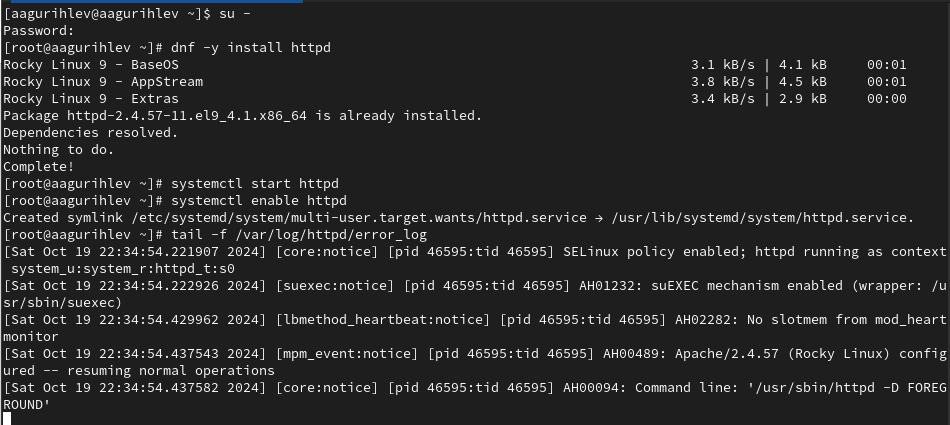 [aagurihlev@aagurihlev ~]$ su -
Password:
[root@aagurihlev ~]# dnf -y install httpd
Rocky Linux 9 - BaseOS 3.1 kB/s | 4.1 kB 00:01
Rocky Linux 9 - AppStream 3.8 kB/s | 4.5 kB 00:01
Rocky Linux 9 - Extras 3.4 kB/s | 2.9 kB 00:00
Package httpd-2.4.57-11.el9_4.1.x86_64 is already installed.
Dependencies resolved.
Nothing to do.
Complete!
[root@aagurihlev ~]# systemctl start httpd
[root@aagurihlev ~]# systemctl enable httpd
Created symlink /etc/systemd/system/multi-user.target.wants/httpd.service → /usr/lib/systemd/system/httpd.service.
[root@aagurihlev ~]# tail -f /var/log/httpd/error_log
[Sat Oct 19 22:34:54.221907 2024] [core:notice] [pid 46595:tid 46595] SELinux policy enabled; httpd running as context
system_u:system_r:httpd_t:s0
[Sat Oct 19 22:34:54.222926 2024] [suexec:notice] [pid 46595:tid 46595] AH01232: suEXEC mechanism enabled (wrapper: /u
sr/sbin/suexec)
[Sat Oct 19 22:34:54.429962 2024] [lbmethod_heartbeat:notice] [pid 46595:tid 46595] AH02282: No slotmem from mod_heart
monitor
[Sat Oct 19 22:34:54.437543 2024] [mpm_event:notice] [pid 46595:tid 46595] AH00489: Apache/2.4.57 (Rocky Linux) config
ured -- resuming normal operations
[Sat Oct 19 22:34:54.437582 2024] [core:notice] [pid 46595:tid 46595] AH00094: Command line: '/usr/sbin/httpd -D FOREG
ROUND'